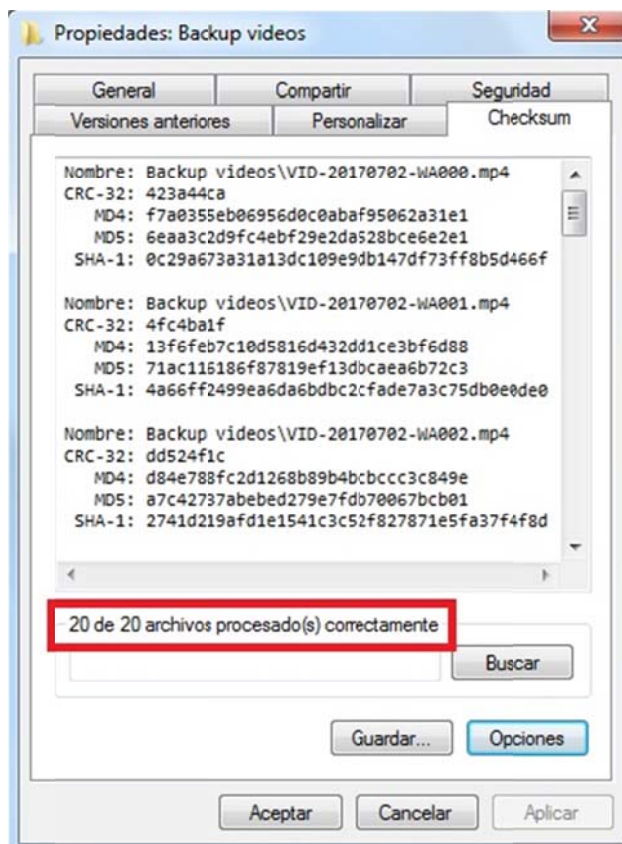 Propiedades: Backup videos
General
Compartir
Seguridad
Versiones anteriores
Personalizar
Checksum
Nombre: Backup videos\VID-20170702-WA000.mp4
CRC-32: 423a44ca
MD4: f7a0355eb06956d0c0abaf95062a31e1
MD5: 6eaa3c2d9fc4ebf29e2da528bce6e2e1
SHA-1: 0c29a673a31a13dc109e9db147df73ff8b5d466f
Nombre: Backup videos\VID-20170702-WA001.mp4
CRC-32: 4fc4ba1f
MD4: 13f6feb7c10d5816d432dd1ce3bf6d88
MD5: 71ac116186f87819ef13dbcaea6b72c3
SHA-1: 4a66ff2499ea6da6bdbc2cfade7a3c75db0e0de0
Nombre: Backup videos\VID-20170702-WA002.mp4
CRC-32: dd524f1c
MD4: d84e788fc2d1268b89b4bcbccc3c849e
MD5: a7c42737abebed279e7fdb70067bcb01
SHA-1: 2741d219afd1e1541c3c52f827871e5fa37f4f8d
20 de 20 archivos procesado(s) correctamente
Buscar
Guardar...
Opciones
Aceptar
Cancelar
Aplicar